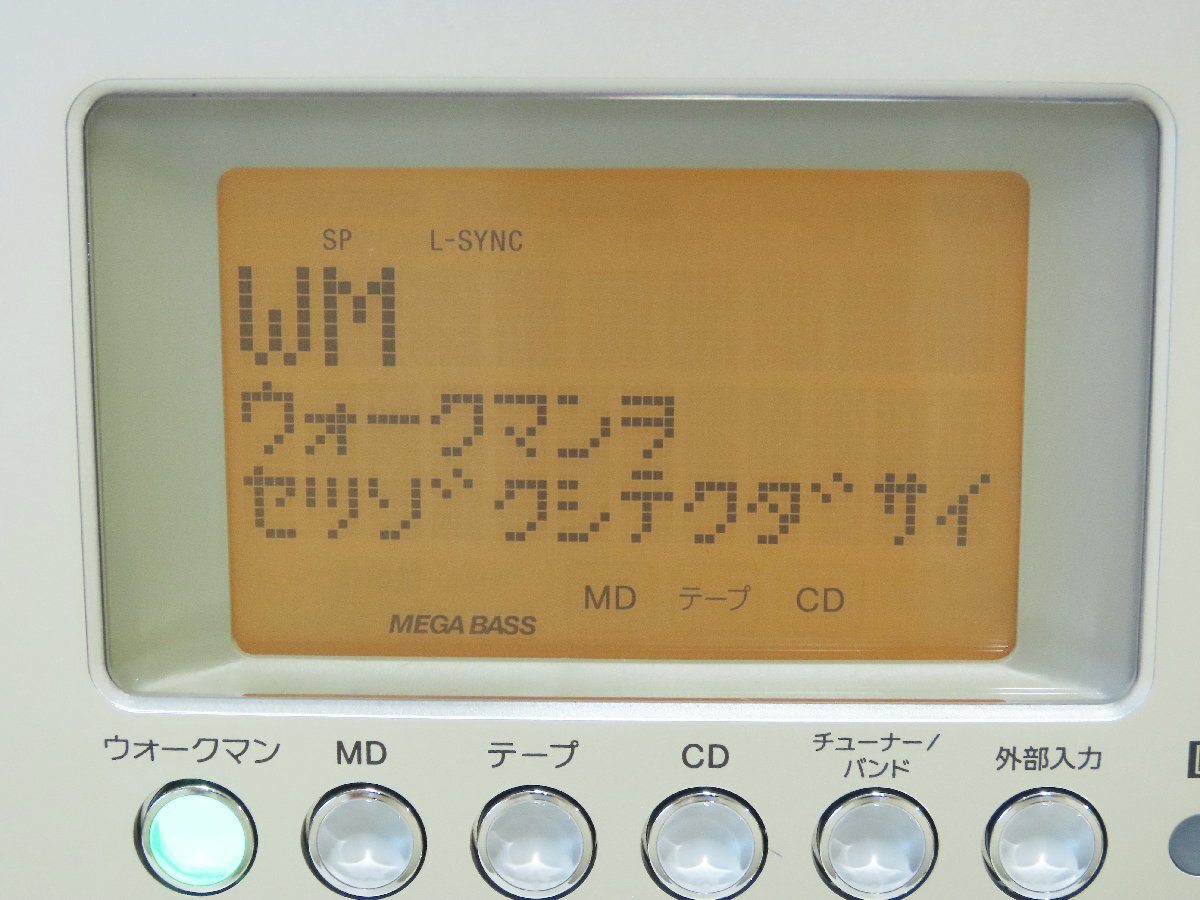 SP L-SYNC
WM
ウォークマンヲ
セツゾクシテクダサイ
MD テープ CD
MEGA BASS
ウォークマン MD テープ CD チューナー/バンド 外部入力